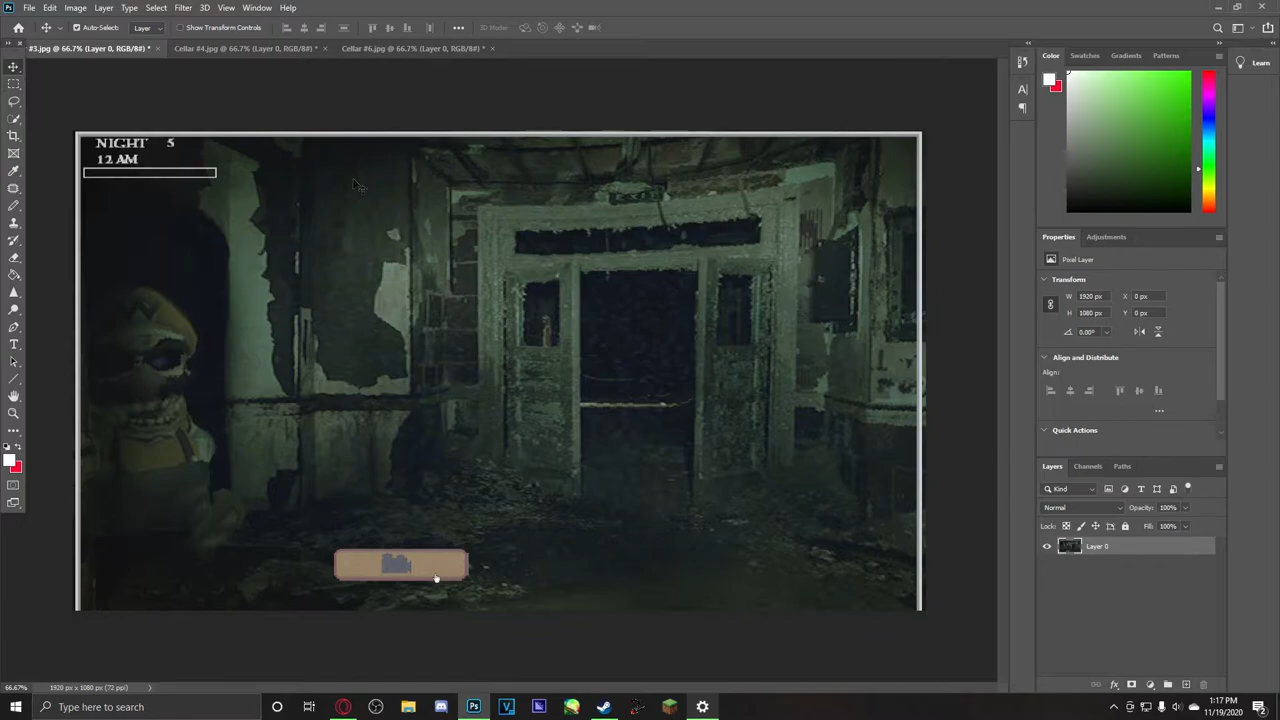 File Edit Image Layer Type Select Filter 3D View Window Help
Auto-Select: Layer Show Transform Controls 3D Mode:
#3.jpg @ 66.7% (Layer 0, RGB/8#) * Cellar #4.jpg @ 66.7% (Layer 0, RGB/8#) * Cellar #6.jpg @ 66.7% (Layer 0, RGB/8#) *
NIGHT 5
12 AM
EXIT
Color Swatches Gradients Patterns
Learn
Properties Adjustments
Pixel Layer
Transform
W 1920 px X 0 px
H 1080 px Y 0 px
0.00°
Align and Distribute
Align:
Quick Actions
Layers Channels Paths
Kind
Normal Opacity: 100%
Lock: Fill: 100%
Layer 0
66.67% 1920 px x 1080 px (72 ppi)
Type here to search
1:17 PM
11/19/2020